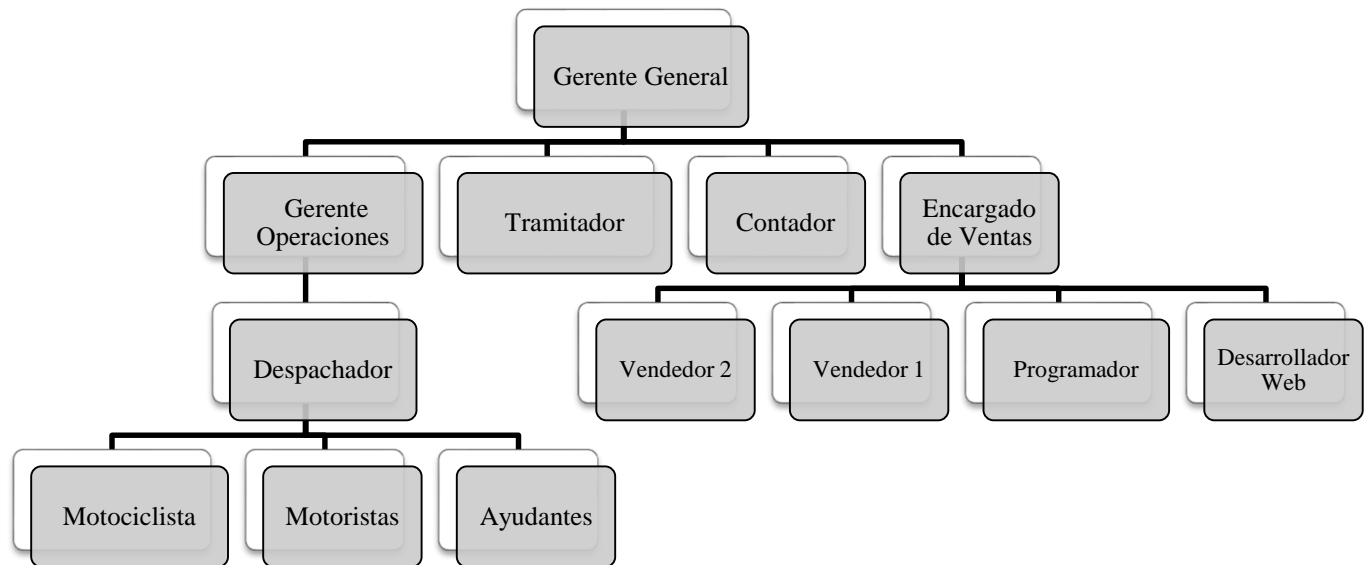 Gerente General
Gerente
Operaciones
Tramitador
Contador
Encargado
de Ventas
Despachador
Vendedor 2
Vendedor 1
Programador
Desarrollador
Web
Motociclista
Motoristas
Ayudantes